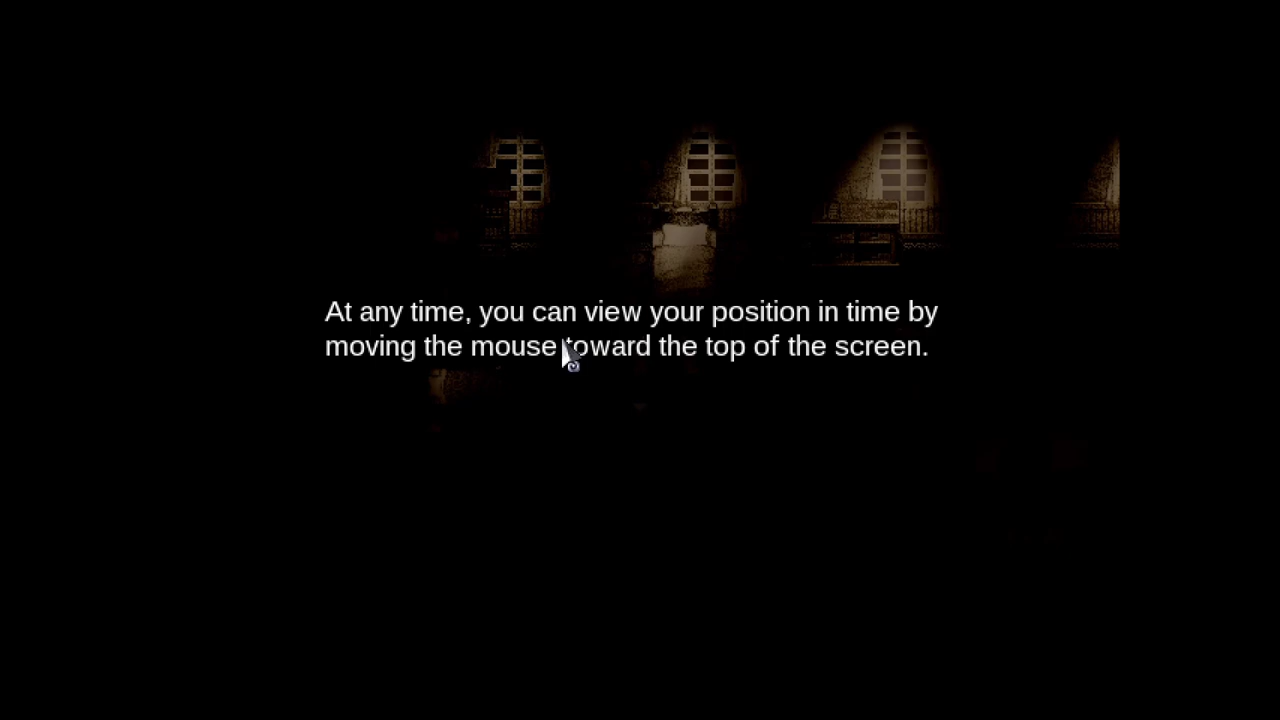 At any time, you can view your position in time by
moving the mouse toward the top of the screen.